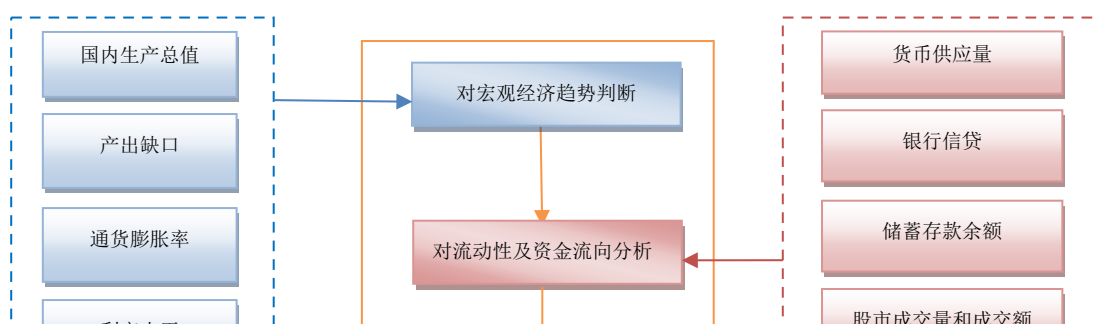 国内生产总值
产出缺口
通货膨胀率
对宏观经济趋势判断
对流动性及资金流向分析
货币供应量
银行信贷
储蓄存款余额
股市成交量和成交额